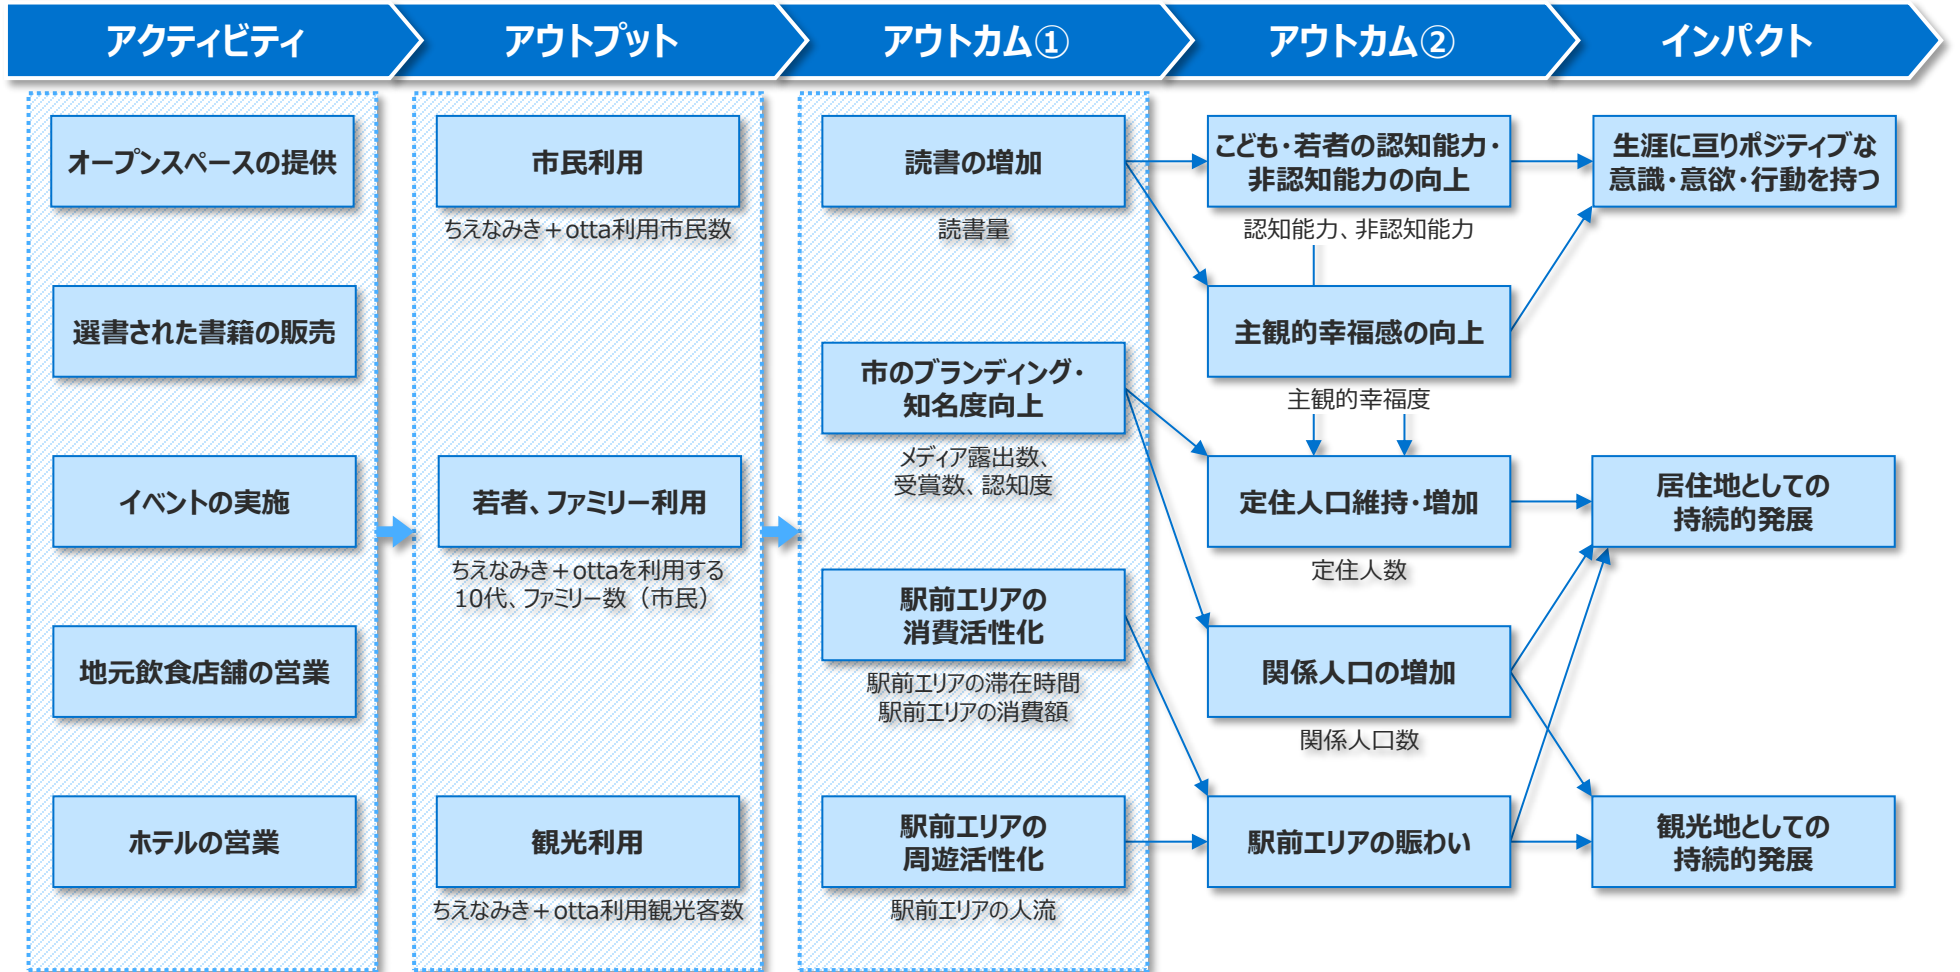 アクティビティ
アウトプット
アウトカム①
アウトカム②
インパクト
オープンスペースの提供
選書された書籍の販売
イベントの実施
地元飲食店舗の営業
ホテルの営業
市民利用
ちえなみき+otta利用市民数
若者、ファミリー利用
ちえなみき+ottaを利用する
10代、ファミリー数（市民）
観光利用
ちえなみき+otta利用観光客数
読書の増加
読書量
市のブランディング・
知名度向上
メディア露出数、
受賞数、認知度
駅前エリアの
消費活性化
駅前エリアの滞在時間
駅前エリアの消費額
駅前エリアの
周遊活性化
駅前エリアの人流
こども・若者の認知能力・
非認知能力の向上
認知能力、非認知能力
主観的幸福感の向上
主観的幸福度
定住人口維持・増加
定住人数
関係人口の増加
関係人口数
駅前エリアの賑わい
生涯に亘りポジティブな
意識・意欲・行動を持つ
居住地としての
持続的発展
観光地としての
持続的発展